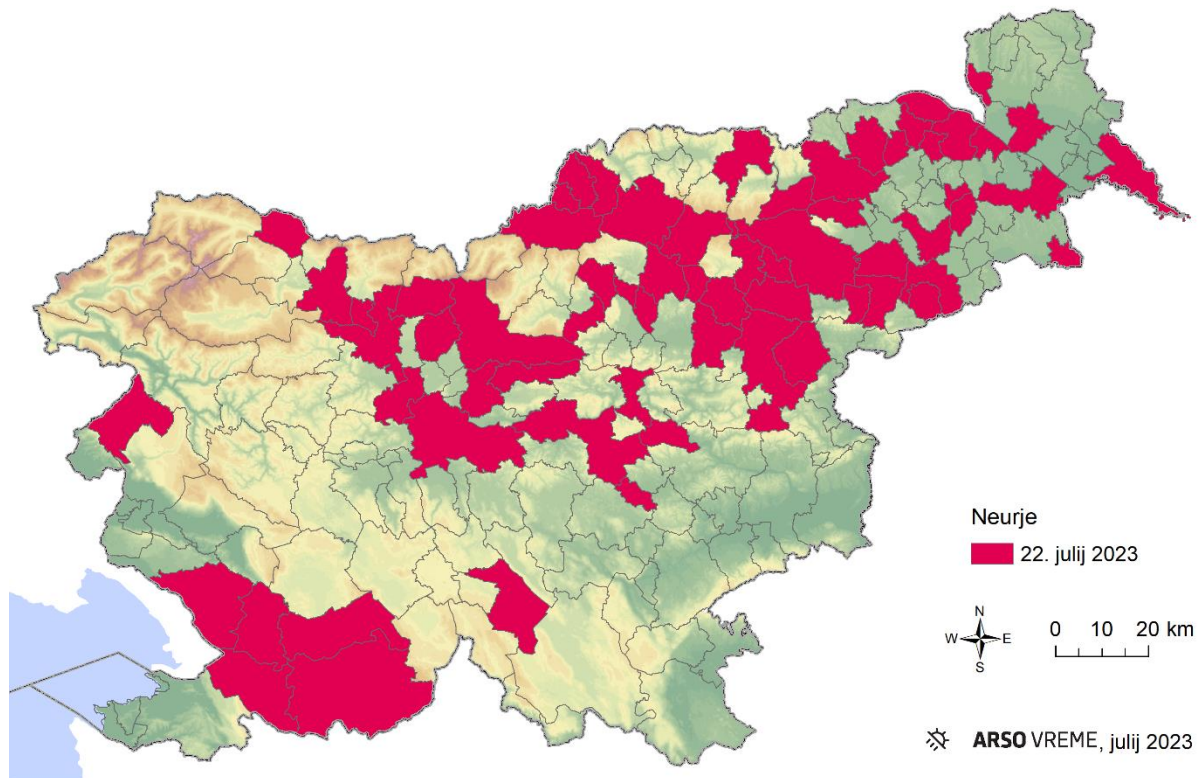 Neurje
22. julij 2023
N
W E
S
0 10 20 km
ARSO VREME, julij 2023